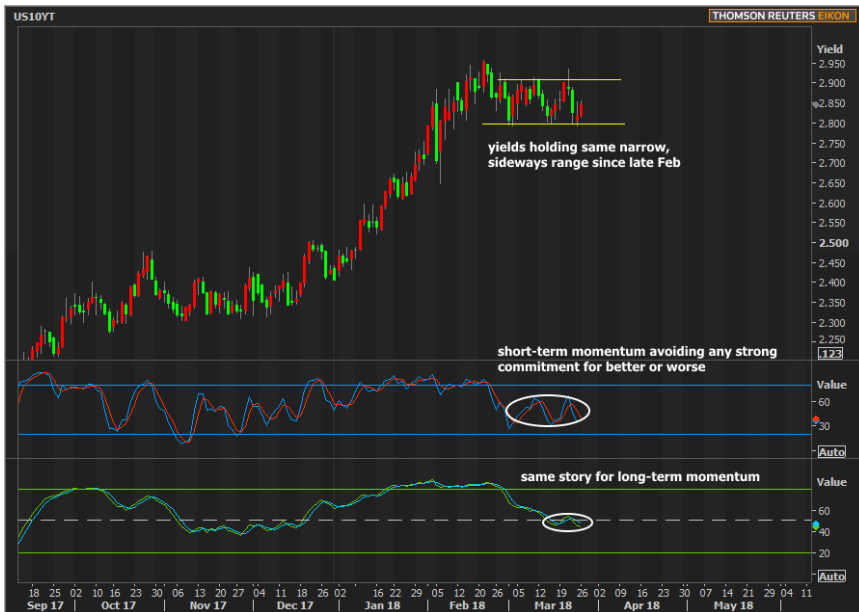 US10YT
THOMSON REUTERS EIKON
Yield
2.950
2.900
2.850
2.800
2.750
2.700
2.650
2.600
2.550
2.500
2.450
2.400
2.350
2.300
2.250
.123
yields holding same narrow,
sideways range since late Feb
short-term momentum avoiding any strong
commitment for better or worse
Value
60
30
Auto
same story for long-term momentum
Value
60
40
20
Auto
18 25 02 10 16 23 01 06 13 20 27 04 11 18 26 02 16 22 29 05 12 20 26 05 12 19 26 02 09 16 23 30 07 14 21 29 04 11
Sep 17 Oct 17 Nov 17 Dec 17 Jan 18 Feb 18 Mar 18 Apr 18 May 18